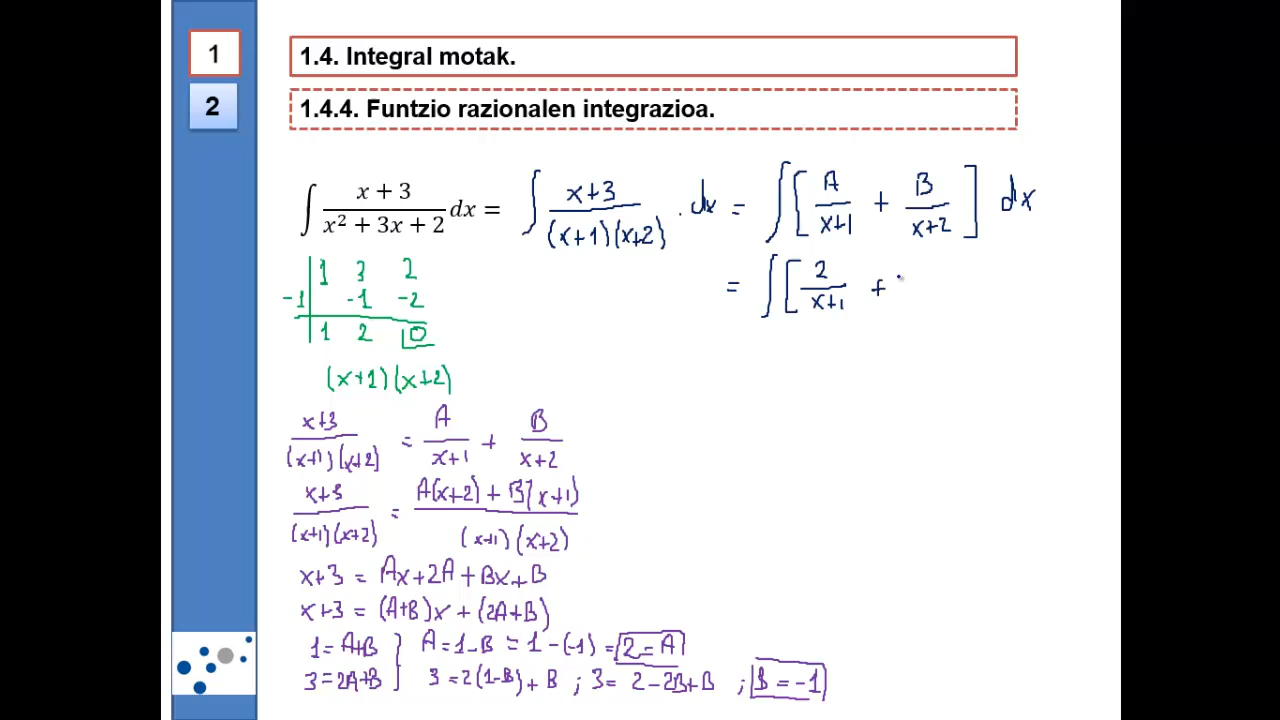 1
1.4. Integral motak.
2
1.4.4. Funtzio razionalen integrazioa.
∫ (x + 3)/(x² + 3x + 2) dx = ∫ (x+3)/((x+1)(x+2)) . dx = ∫ [A/(x+1) + B/(x+2)] dx
= ∫ [2/(x+1) +
1 3 2
-1 | -1 -2
1 2 |0
(x+1)(x+2)
(x+3)/((x+1)(x+2)) = A/(x+1) + B/(x+2)
(x+3)/((x+1)(x+2)) = (A(x+2) + B(x+1))/((x+1)(x+2))
x+3 = Ax+2A+Bx+B
x+3 = (A+B)x + (2A+B)
1=A+B } A=1-B = 1-(-1) = 2=A
3=2A+B } 3=2(1-B)+B ; 3= 2-2B+B ; B=-1